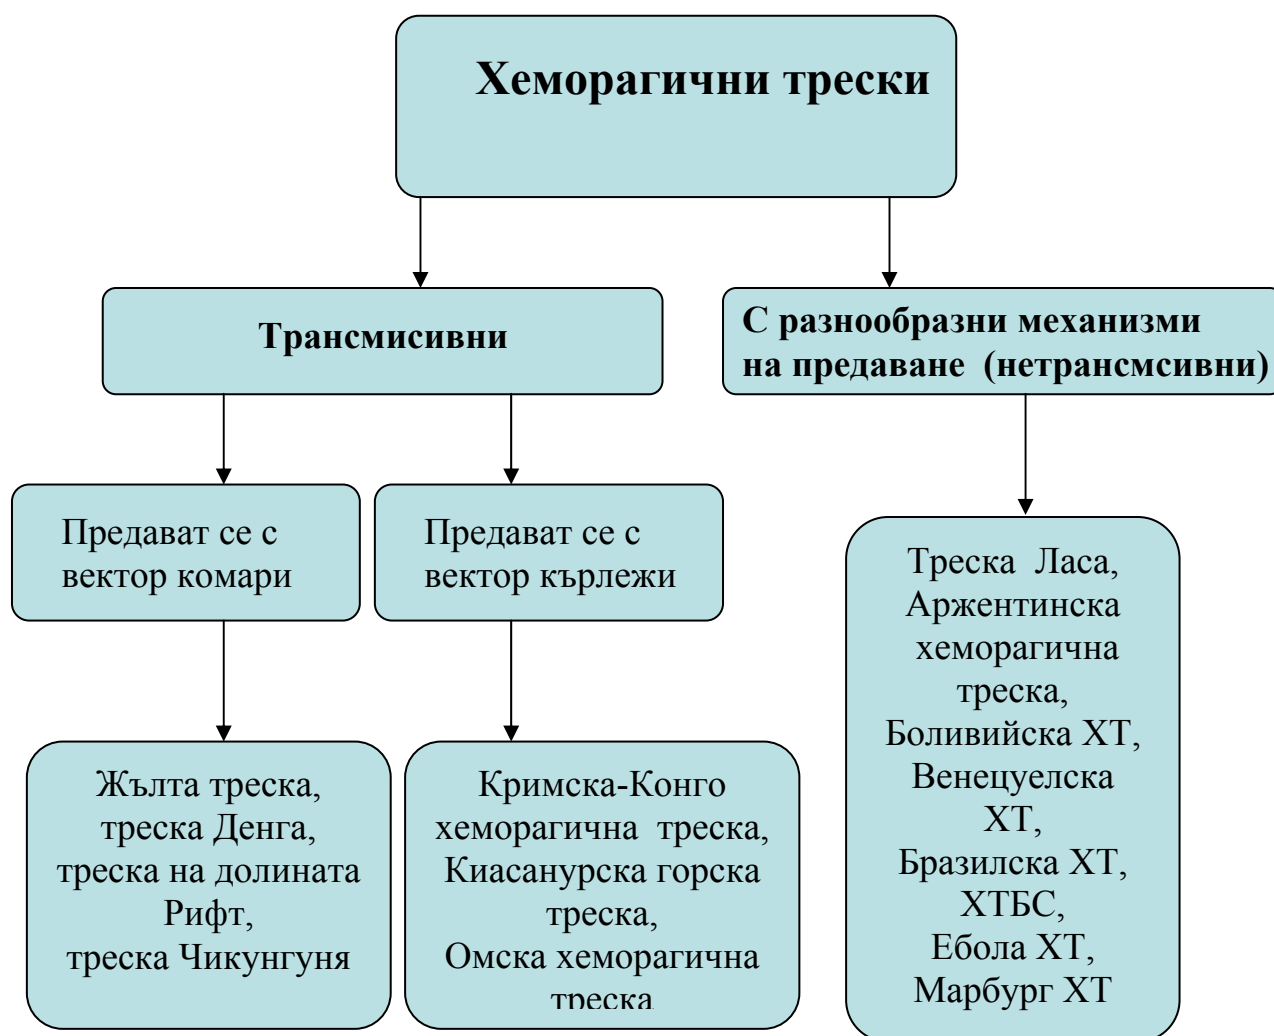 Хеморагични трески
Трансмисивни
С разнообразни механизми
на предаване (нетрансмсивни)
Предават се с
вектор комари
Предават се с
вектор кърлежи
Жълта треска,
треска Денга,
треска на долината
Рифт,
треска Чикунгуня
Кримска-Конго
хеморагична треска,
Киасанурска горска
треска,
Омска хеморагична
треска
Треска Ласа,
Аржентинска
хеморагична
треска,
Боливийска ХТ,
Венецуелска
ХТ,
Бразилска ХТ,
ХТБС,
Ебола ХТ,
Марбург ХТ